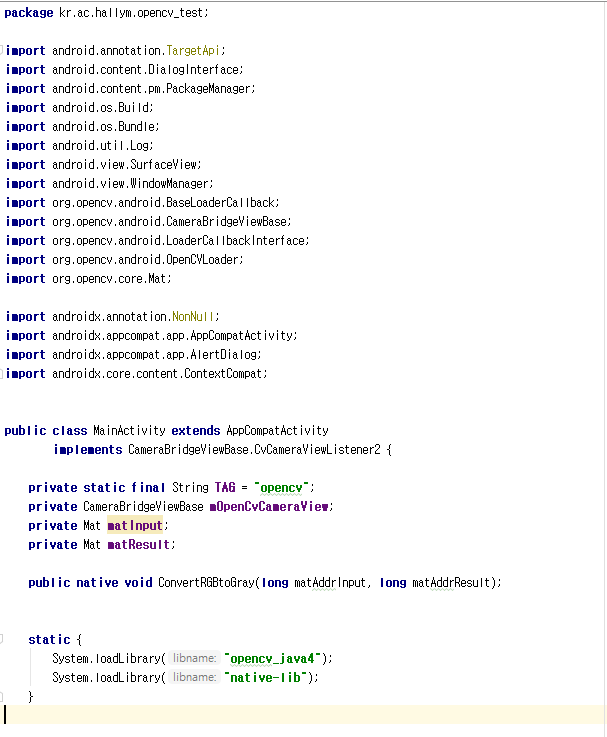 package kr.ac.hallym.opencv_test;
import android.annotation.TargetApi;
import android.content.DialogInterface;
import android.content.pm.PackageManager;
import android.os.Build;
import android.os.Bundle;
import android.util.Log;
import android.view.SurfaceView;
import android.view.WindowManager;
import org.opencv.android.BaseLoaderCallback;
import org.opencv.android.CameraBridgeViewBase;
import org.opencv.android.LoaderCallbackInterface;
import org.opencv.android.OpenCVLoader;
import org.opencv.core.Mat;
import androidx.annotation.NonNull;
import androidx.appcompat.app.AppCompatActivity;
import androidx.appcompat.app.AlertDialog;
import androidx.core.content.ContextCompat;
public class MainActivity extends AppCompatActivity
implements CameraBridgeViewBase.CvCameraViewListener2 {
private static final String TAG = "opencv";
private CameraBridgeViewBase mOpenCvCameraView;
private Mat matInput;
private Mat matResult;
public native void ConvertRGBtoGray(long matAddrInput, long matAddrResult);
static {
System.loadLibrary( libname: "opencv_java4");
System.loadLibrary( libname: "native-lib");
}